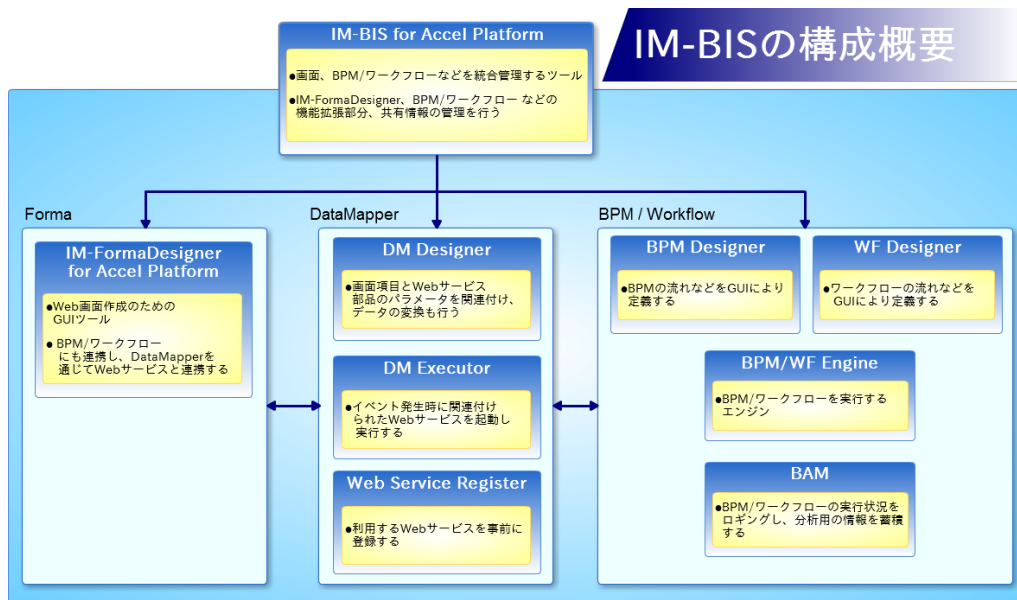 IM-BISの構成概要
IM-BIS for Accel Platform
●画面、BPM/ワークフローなどを統合管理するツール
●IM-FormaDesigner、BPM/ワークフロー などの
機能拡張部分、共有情報の管理を行う
Forma
IM-FormaDesigner
for Accel Platform
●Web画面作成のための
GUIツール
● BPM/ワークフロー
にも連携し、DataMapperを
通じてWebサービスと連携する
DataMapper
DM Designer
●画面項目とWebサービス
部品のパラメータを関連付け、
データの変換も行う
DM Executor
●イベント発生時に関連付け
られたWebサービスを起動し
実行する
Web Service Register
●利用するWebサービスを事前に
登録する
BPM / Workflow
BPM Designer
●BPMの流れなどをGUIにより
定義する
WF Designer
●ワークフローの流れなどを
GUIにより定義する
BPM/WF Engine
●BPM/ワークフローを実行する
エンジン
BAM
●BPM/ワークフローの実行状況を
ロギングし、分析用の情報を蓄積
する